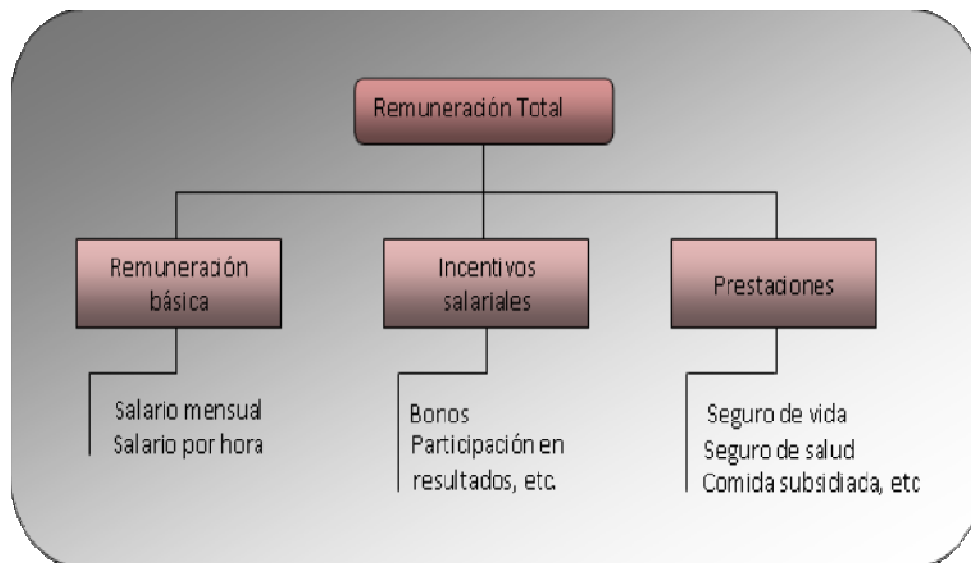 Remuneración Total
Remuneración
básica
Incentivos
salariales
Prestaciones
Salario mensual
Salario por hora
Bonos
Participación en
resultados, etc.
Seguro de vida
Seguro de salud
Comida subsidiada, etc